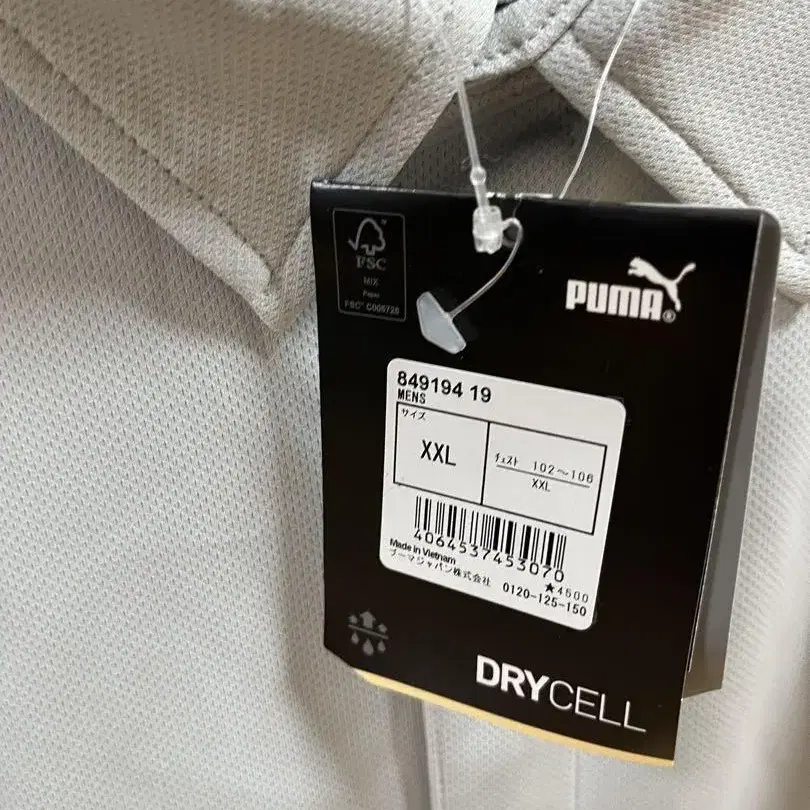 FSC
MIX
Paper
FSC™ C005726
PUMA®
849194 19
MENS
サイズ
XXL
チェスト 102〜106
XXL
4064537453070
Made in Vietnam
プーマジャパン株式会社
★4500
0120-125-150
DRYCELL